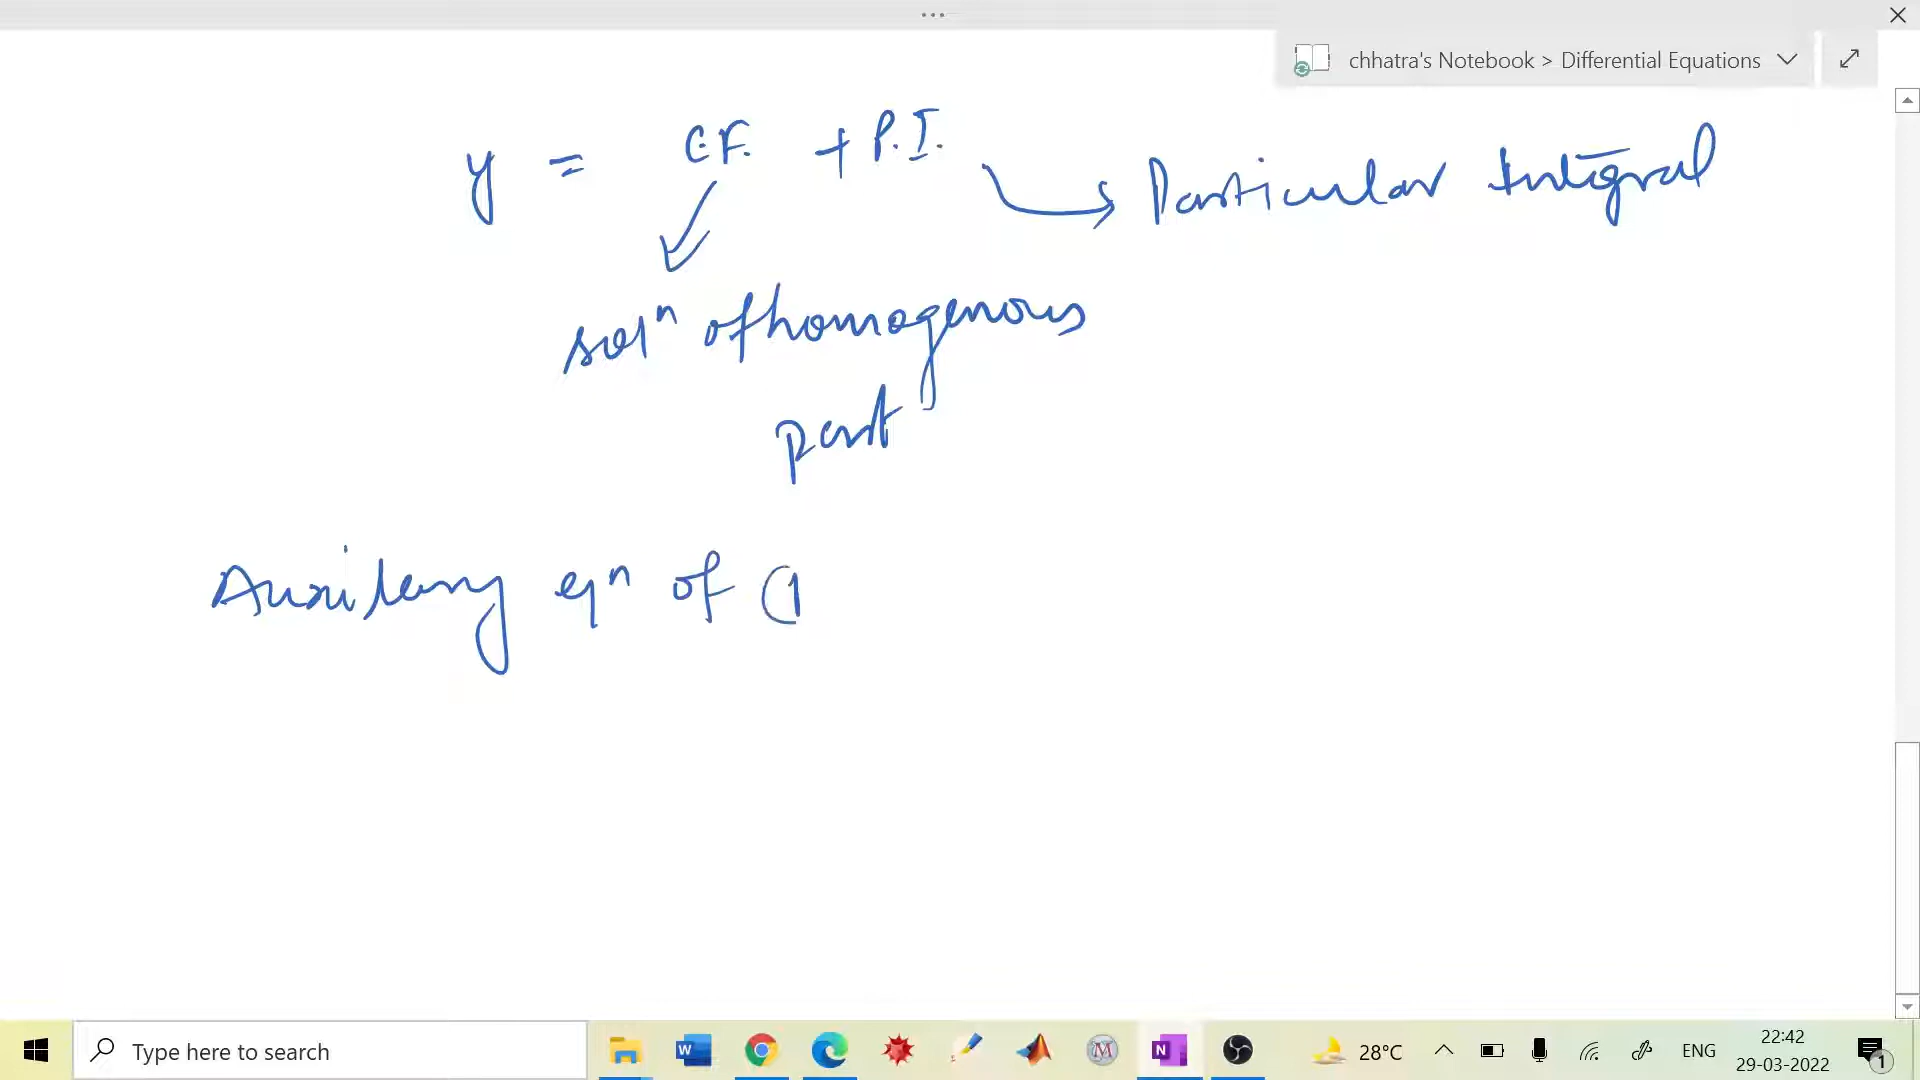 chhatra's Notebook > Differential Equations
y = C.F. + P.I.
Particular Integral
solⁿ of homogenous
part
Auxilary eqⁿ of (1
Type here to search
28°C
ENG
22:42
29-03-2022
1